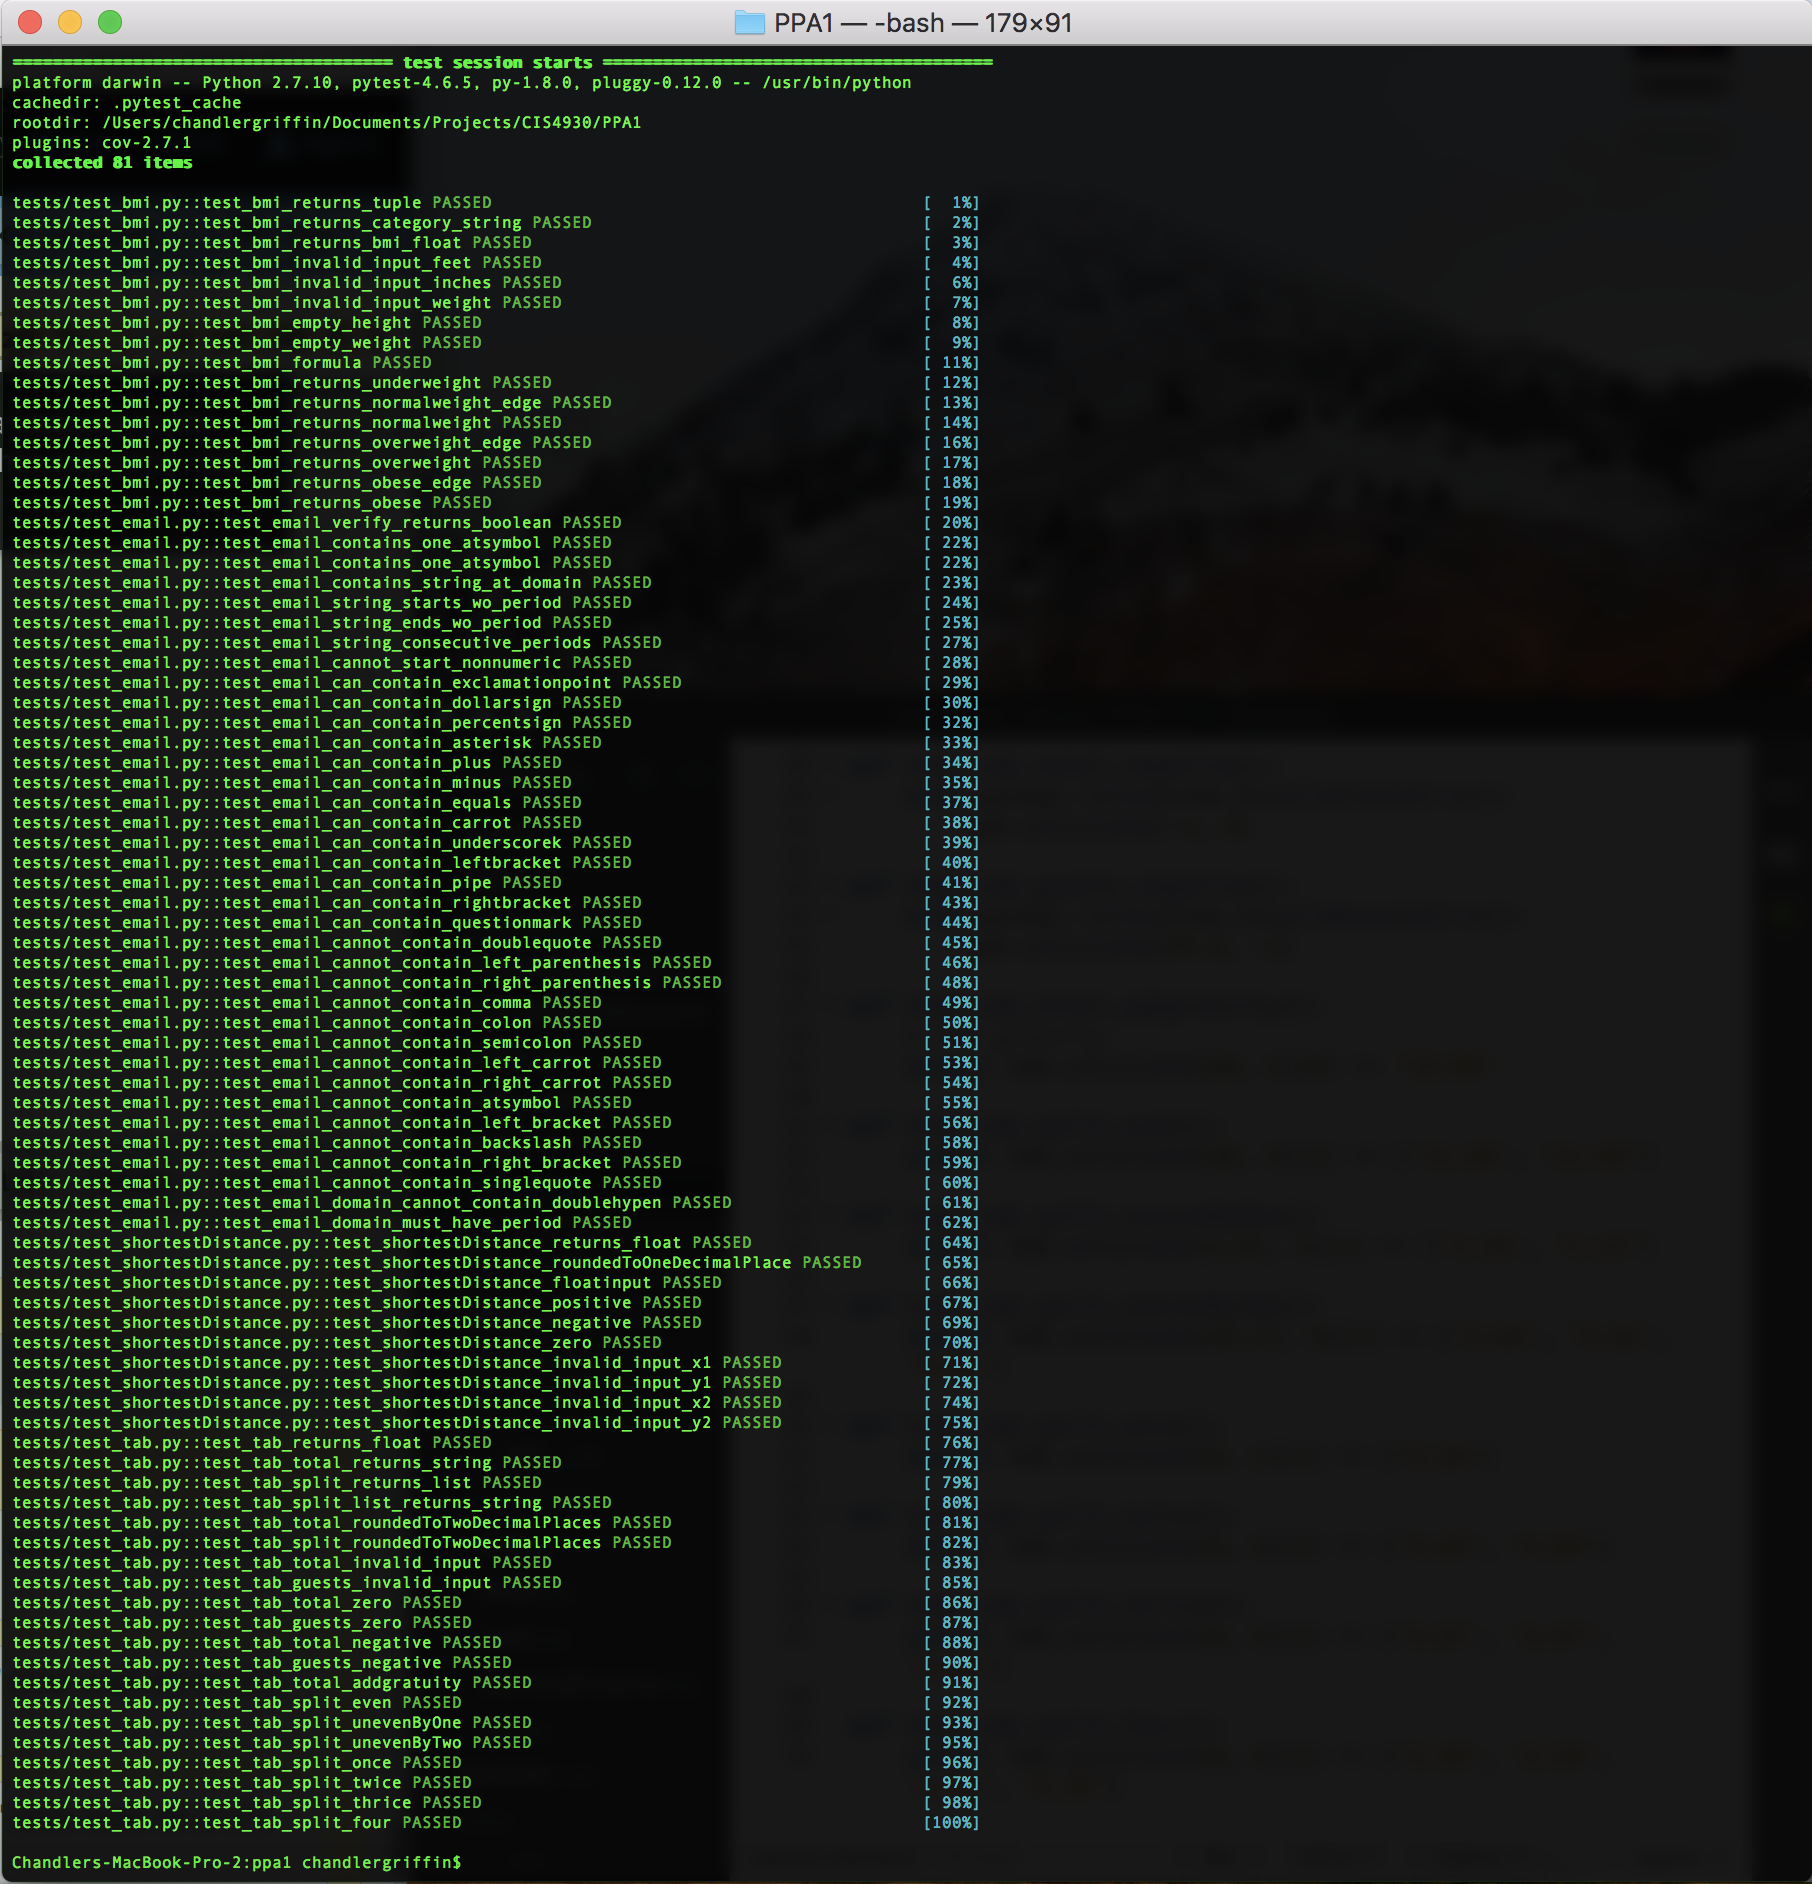 PPA1 — -bash — 179×91
====================================== test session starts =======================================
platform darwin -- Python 2.7.10, pytest-4.6.5, py-1.8.0, pluggy-0.12.0 -- /usr/bin/python
cachedir: .pytest_cache
rootdir: /Users/chandlergriffin/Documents/Projects/CIS4930/PPA1
plugins: cov-2.7.1
collected 81 items
tests/test_bmi.py::test_bmi_returns_tuple PASSED [  1%]
tests/test_bmi.py::test_bmi_returns_category_string PASSED [  2%]
tests/test_bmi.py::test_bmi_returns_bmi_float PASSED [  3%]
tests/test_bmi.py::test_bmi_invalid_input_feet PASSED [  4%]
tests/test_bmi.py::test_bmi_invalid_input_inches PASSED [  6%]
tests/test_bmi.py::test_bmi_invalid_input_weight PASSED [  7%]
tests/test_bmi.py::test_bmi_empty_height PASSED [  8%]
tests/test_bmi.py::test_bmi_empty_weight PASSED [  9%]
tests/test_bmi.py::test_bmi_formula PASSED [ 11%]
tests/test_bmi.py::test_bmi_returns_underweight PASSED [ 12%]
tests/test_bmi.py::test_bmi_returns_normalweight_edge PASSED [ 13%]
tests/test_bmi.py::test_bmi_returns_normalweight PASSED [ 14%]
tests/test_bmi.py::test_bmi_returns_overweight_edge PASSED [ 16%]
tests/test_bmi.py::test_bmi_returns_overweight PASSED [ 17%]
tests/test_bmi.py::test_bmi_returns_obese_edge PASSED [ 18%]
tests/test_bmi.py::test_bmi_returns_obese PASSED [ 19%]
tests/test_email.py::test_email_verify_returns_boolean PASSED [ 20%]
tests/test_email.py::test_email_contains_one_atsymbol PASSED [ 22%]
tests/test_email.py::test_email_contains_one_atsymbol PASSED [ 22%]
tests/test_email.py::test_email_contains_string_at_domain PASSED [ 23%]
tests/test_email.py::test_email_string_starts_wo_period PASSED [ 24%]
tests/test_email.py::test_email_string_ends_wo_period PASSED [ 25%]
tests/test_email.py::test_email_string_consecutive_periods PASSED [ 27%]
tests/test_email.py::test_email_cannot_start_nonnumeric PASSED [ 28%]
tests/test_email.py::test_email_can_contain_exclamationpoint PASSED [ 29%]
tests/test_email.py::test_email_can_contain_dollarsign PASSED [ 30%]
tests/test_email.py::test_email_can_contain_percentsign PASSED [ 32%]
tests/test_email.py::test_email_can_contain_asterisk PASSED [ 33%]
tests/test_email.py::test_email_can_contain_plus PASSED [ 34%]
tests/test_email.py::test_email_can_contain_minus PASSED [ 35%]
tests/test_email.py::test_email_can_contain_equals PASSED [ 37%]
tests/test_email.py::test_email_can_contain_carrot PASSED [ 38%]
tests/test_email.py::test_email_can_contain_underscorek PASSED [ 39%]
tests/test_email.py::test_email_can_contain_leftbracket PASSED [ 40%]
tests/test_email.py::test_email_can_contain_pipe PASSED [ 41%]
tests/test_email.py::test_email_can_contain_rightbracket PASSED [ 43%]
tests/test_email.py::test_email_can_contain_questionmark PASSED [ 44%]
tests/test_email.py::test_email_cannot_contain_doublequote PASSED [ 45%]
tests/test_email.py::test_email_cannot_contain_left_parenthesis PASSED [ 46%]
tests/test_email.py::test_email_cannot_contain_right_parenthesis PASSED [ 48%]
tests/test_email.py::test_email_cannot_contain_comma PASSED [ 49%]
tests/test_email.py::test_email_cannot_contain_colon PASSED [ 50%]
tests/test_email.py::test_email_cannot_contain_semicolon PASSED [ 51%]
tests/test_email.py::test_email_cannot_contain_left_carrot PASSED [ 53%]
tests/test_email.py::test_email_cannot_contain_right_carrot PASSED [ 54%]
tests/test_email.py::test_email_cannot_contain_atsymbol PASSED [ 55%]
tests/test_email.py::test_email_cannot_contain_left_bracket PASSED [ 56%]
tests/test_email.py::test_email_cannot_contain_backslash PASSED [ 58%]
tests/test_email.py::test_email_cannot_contain_right_bracket PASSED [ 59%]
tests/test_email.py::test_email_cannot_contain_singlequote PASSED [ 60%]
tests/test_email.py::test_email_domain_cannot_contain_doublehypen PASSED [ 61%]
tests/test_email.py::test_email_domain_must_have_period PASSED [ 62%]
tests/test_shortestDistance.py::test_shortestDistance_returns_float PASSED [ 64%]
tests/test_shortestDistance.py::test_shortestDistance_roundedToOneDecimalPlace PASSED [ 65%]
tests/test_shortestDistance.py::test_shortestDistance_floatinput PASSED [ 66%]
tests/test_shortestDistance.py::test_shortestDistance_positive PASSED [ 67%]
tests/test_shortestDistance.py::test_shortestDistance_negative PASSED [ 69%]
tests/test_shortestDistance.py::test_shortestDistance_zero PASSED [ 70%]
tests/test_shortestDistance.py::test_shortestDistance_invalid_input_x1 PASSED [ 71%]
tests/test_shortestDistance.py::test_shortestDistance_invalid_input_y1 PASSED [ 72%]
tests/test_shortestDistance.py::test_shortestDistance_invalid_input_x2 PASSED [ 74%]
tests/test_shortestDistance.py::test_shortestDistance_invalid_input_y2 PASSED [ 75%]
tests/test_tab.py::test_tab_returns_float PASSED [ 76%]
tests/test_tab.py::test_tab_total_returns_string PASSED [ 77%]
tests/test_tab.py::test_tab_split_returns_list PASSED [ 79%]
tests/test_tab.py::test_tab_split_list_returns_string PASSED [ 80%]
tests/test_tab.py::test_tab_total_roundedToTwoDecimalPlaces PASSED [ 81%]
tests/test_tab.py::test_tab_split_roundedToTwoDecimalPlaces PASSED [ 82%]
tests/test_tab.py::test_tab_total_invalid_input PASSED [ 83%]
tests/test_tab.py::test_tab_guests_invalid_input PASSED [ 85%]
tests/test_tab.py::test_tab_total_zero PASSED [ 86%]
tests/test_tab.py::test_tab_guests_zero PASSED [ 87%]
tests/test_tab.py::test_tab_total_negative PASSED [ 88%]
tests/test_tab.py::test_tab_guests_negative PASSED [ 90%]
tests/test_tab.py::test_tab_total_addgratuity PASSED [ 91%]
tests/test_tab.py::test_tab_split_even PASSED [ 92%]
tests/test_tab.py::test_tab_split_unevenByOne PASSED [ 93%]
tests/test_tab.py::test_tab_split_unevenByTwo PASSED [ 95%]
tests/test_tab.py::test_tab_split_once PASSED [ 96%]
tests/test_tab.py::test_tab_split_twice PASSED [ 97%]
tests/test_tab.py::test_tab_split_thrice PASSED [ 98%]
tests/test_tab.py::test_tab_split_four PASSED [100%]
Chandlers-MacBook-Pro-2:ppa1 chandlergriffin$